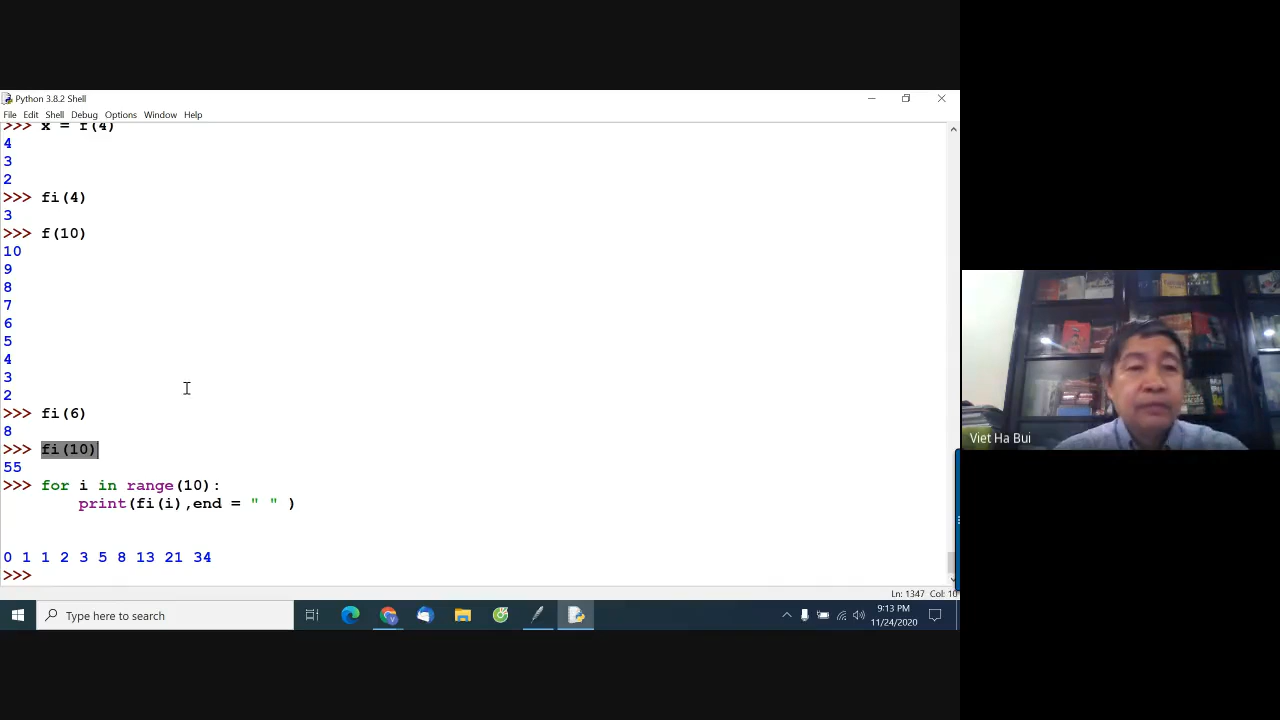 Python 3.8.2 Shell
File Edit Shell Debug Options Window Help
>>> x = f(4)
4
3
2
>>> fi(4)
3
>>> f(10)
10
9
8
7
6
5
4
3
2
>>> fi(6)
8
>>> fi(10)
55
>>> for i in range(10):
print(fi(i),end = " " )
0 1 1 2 3 5 8 13 21 34
>>>
Ln: 1347 Col: 10
Type here to search
9:13 PM
11/24/2020
Viet Ha Bui